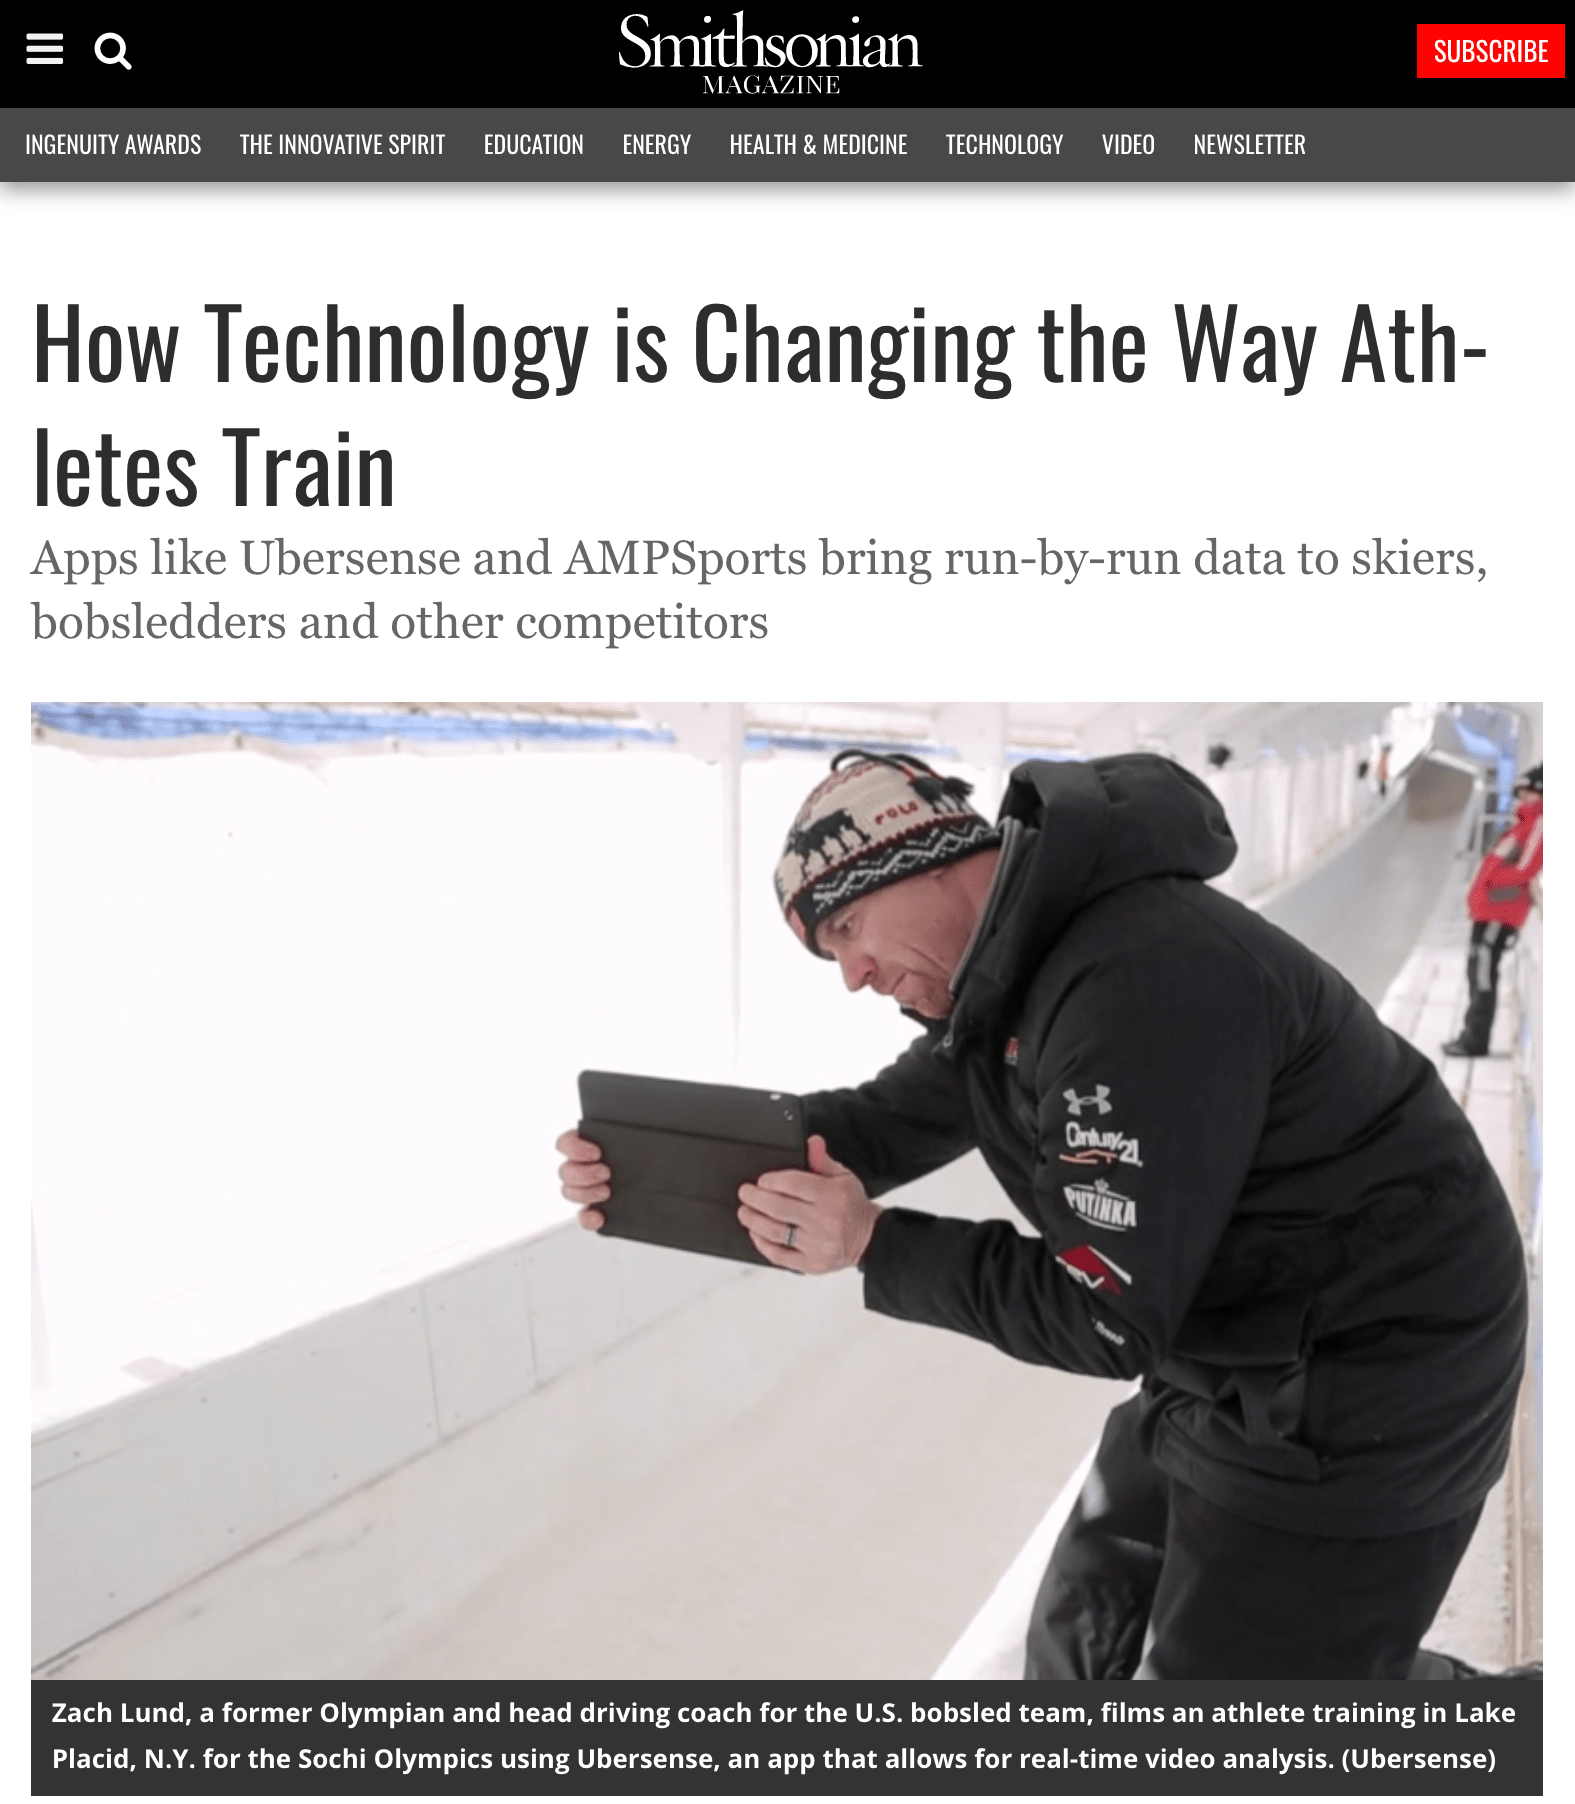 Smithsonian
MAGAZINE
SUBSCRIBE
INGENUITY AWARDS THE INNOVATIVE SPIRIT EDUCATION ENERGY HEALTH & MEDICINE TECHNOLOGY VIDEO NEWSLETTER
How Technology is Changing the Way Ath-
letes Train
Apps like Ubersense and AMPSports bring run-by-run data to skiers,
bobsledders and other competitors
POLO
Century 21
PUTINKA
Zach Lund, a former Olympian and head driving coach for the U.S. bobsled team, films an athlete training in Lake
Placid, N.Y. for the Sochi Olympics using Ubersense, an app that allows for real-time video analysis. (Ubersense)